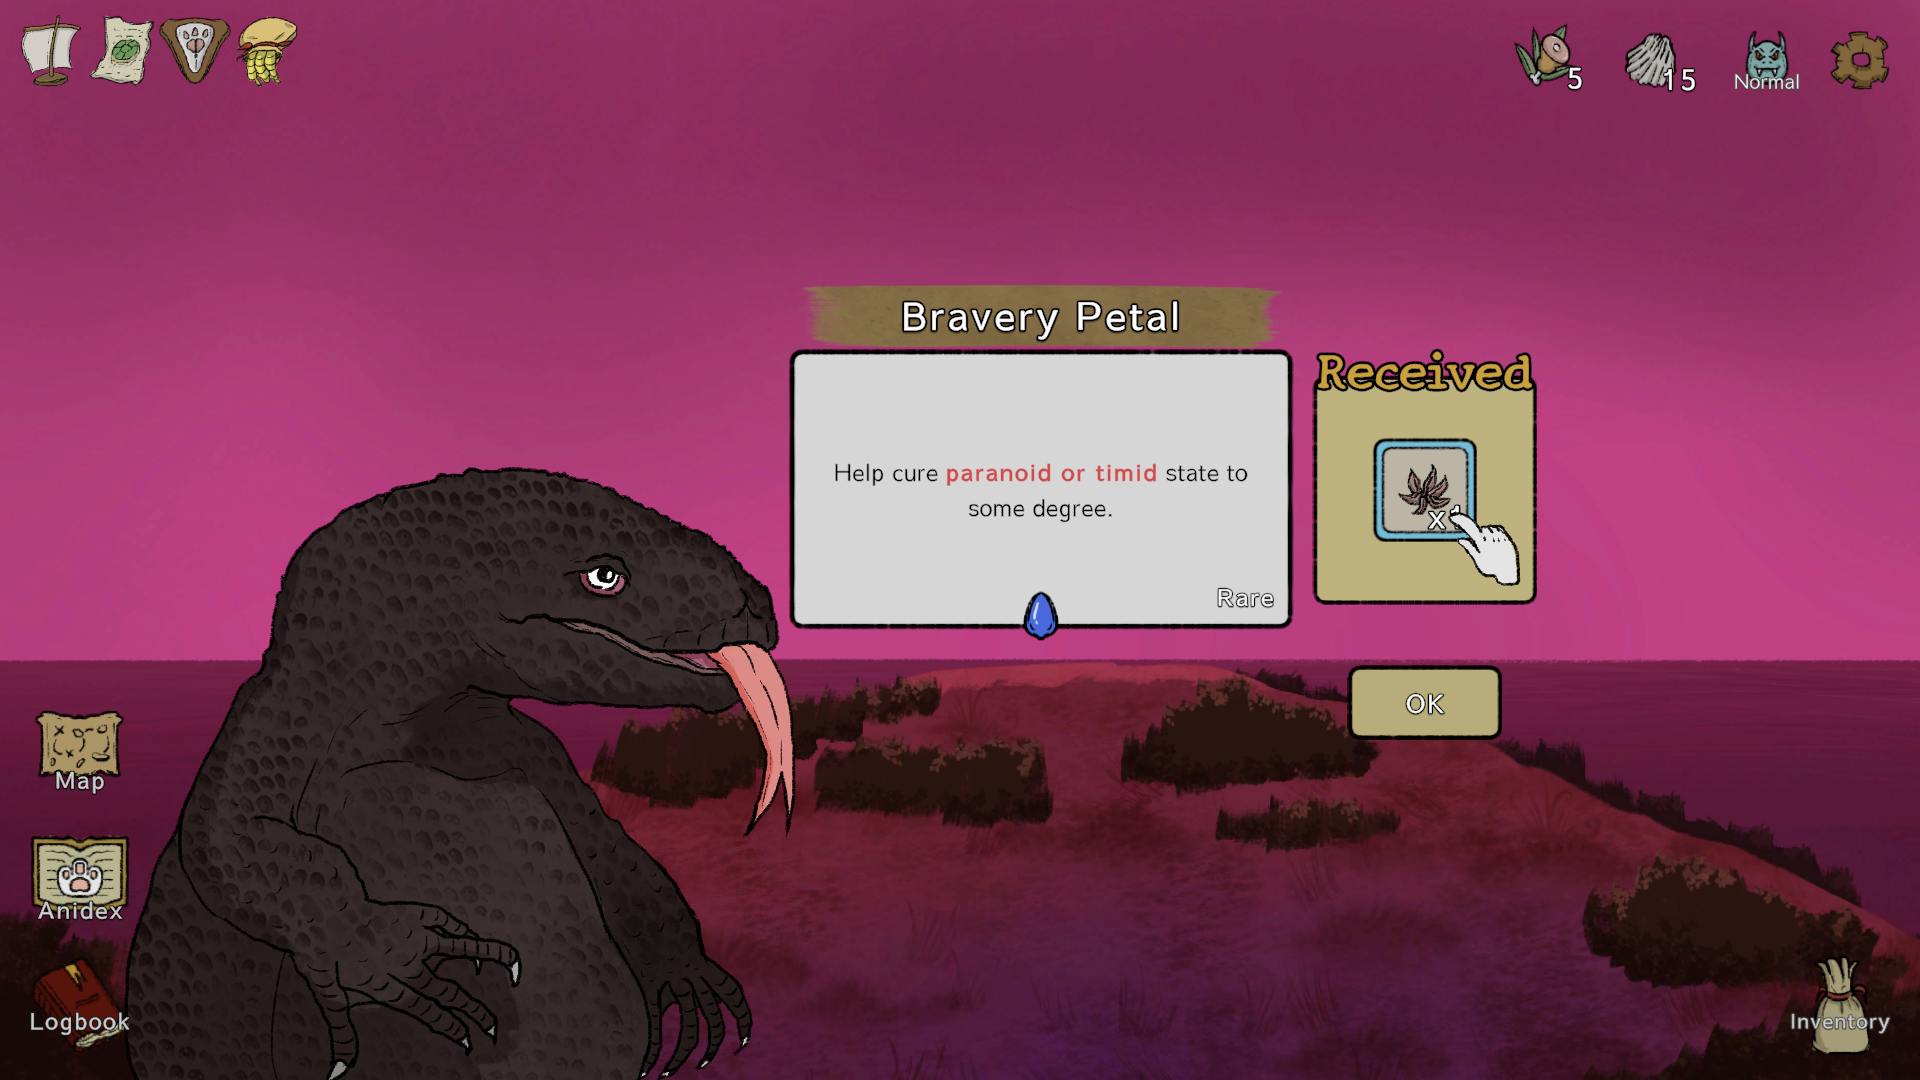 5
15
Normal
Bravery Petal
Received
Help cure paranoid or timid state to
some degree.
x1
Rare
OK
Map
Anidex
Logbook
Inventory